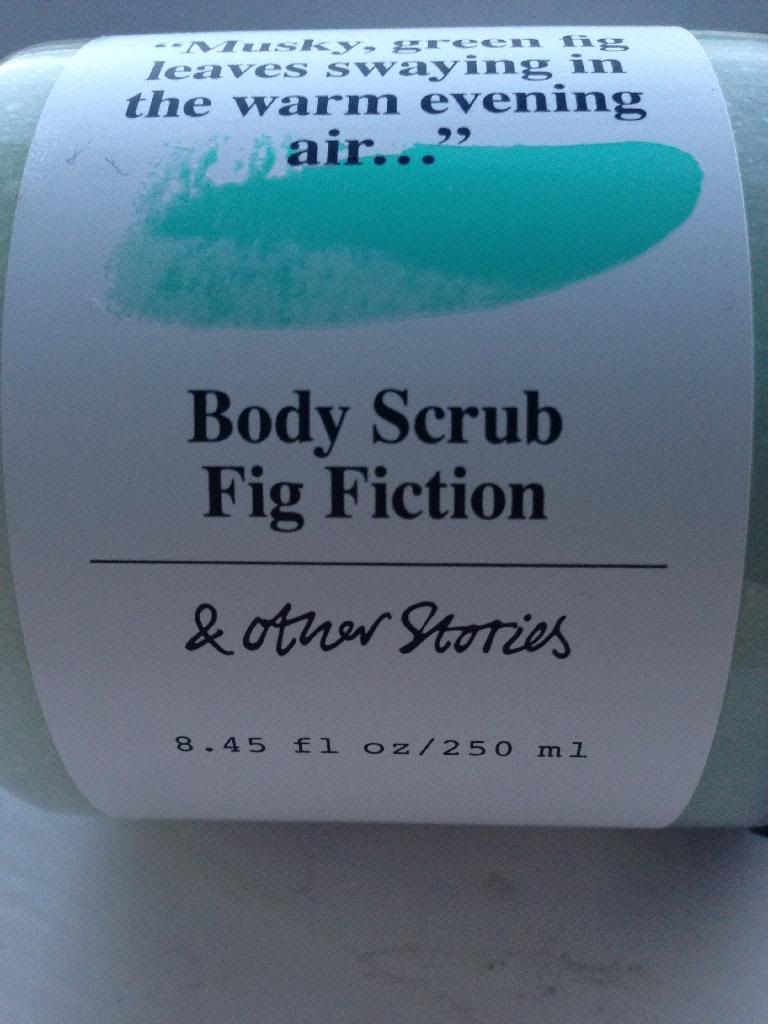 “Musky, green fig
leaves swaying in
the warm evening
air...”
Body Scrub
Fig Fiction
& other Stories
8.45 fl oz/250 ml